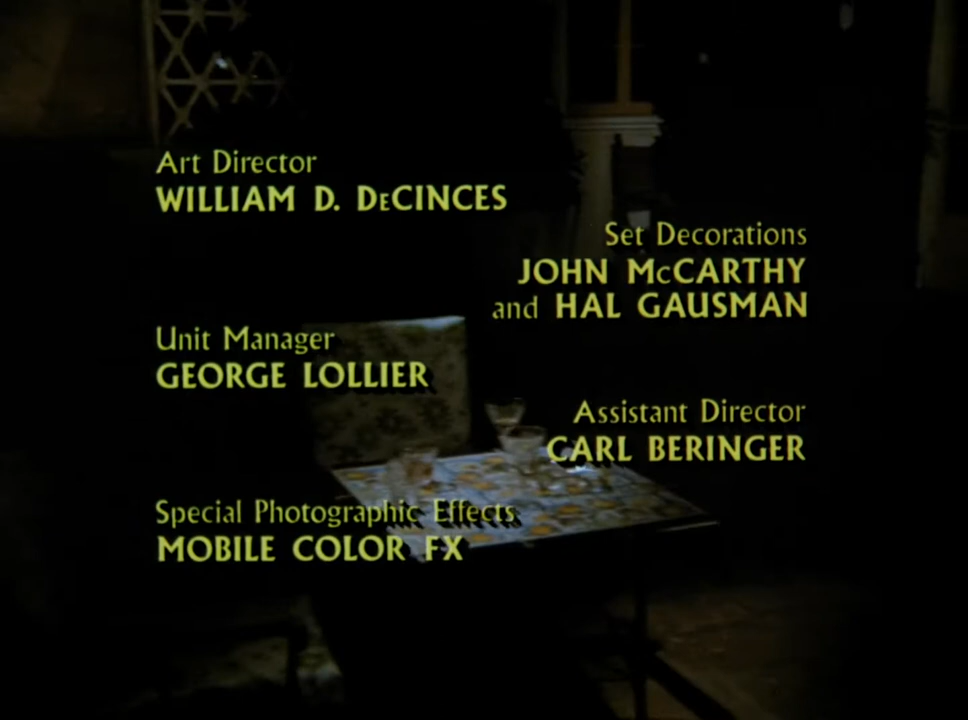 Art Director
WILLIAM D. DeCINCES
Set Decorations
JOHN McCARTHY
and HAL GAUSMAN
Unit Manager
GEORGE LOLLIER
Assistant Director
CARL BERINGER
Special Photographic Effects
MOBILE COLOR FX